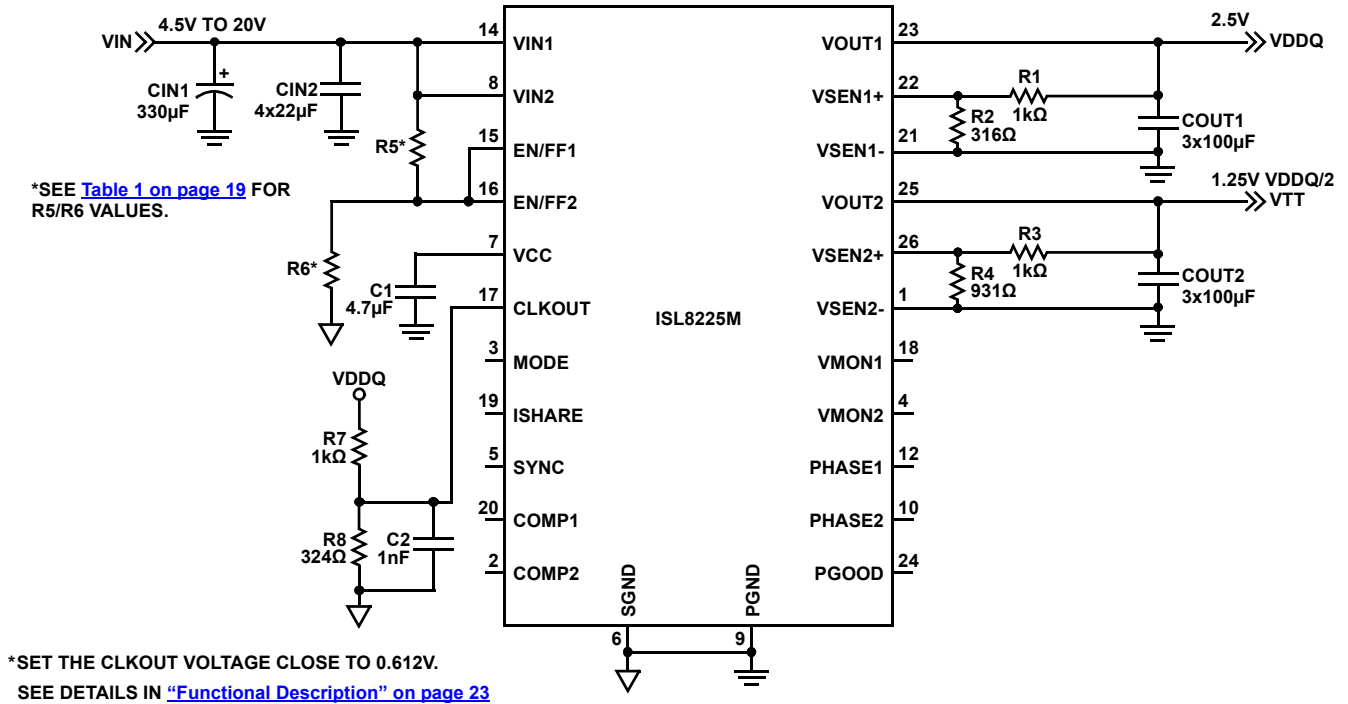 4.5V TO 20V
VIN
CIN1
330µF
+
CIN2
4x22µF
R5*
*SEE Table 1 on page 19 FOR
R5/R6 VALUES.
R6*
C1
4.7µF
VDDQ
R7
1kΩ
R8
324Ω
C2
1nF
*SET THE CLKOUT VOLTAGE CLOSE TO 0.612V.
SEE DETAILS IN "Functional Description" on page 23
14 VIN1
8 VIN2
15 EN/FF1
16 EN/FF2
7 VCC
17 CLKOUT
3 MODE
19 ISHARE
5 SYNC
20 COMP1
2 COMP2
ISL8225M
SGND
6
PGND
9
VOUT1 23
VSEN1+ 22
VSEN1- 21
VOUT2 25
VSEN2+ 26
VSEN2- 1
VMON1 18
VMON2 4
PHASE1 12
PHASE2 10
PGOOD 24
2.5V
VDDQ
R1
1kΩ
R2
316Ω
COUT1
3x100µF
1.25V VDDQ/2
VTT
R3
1kΩ
R4
931Ω
COUT2
3x100µF